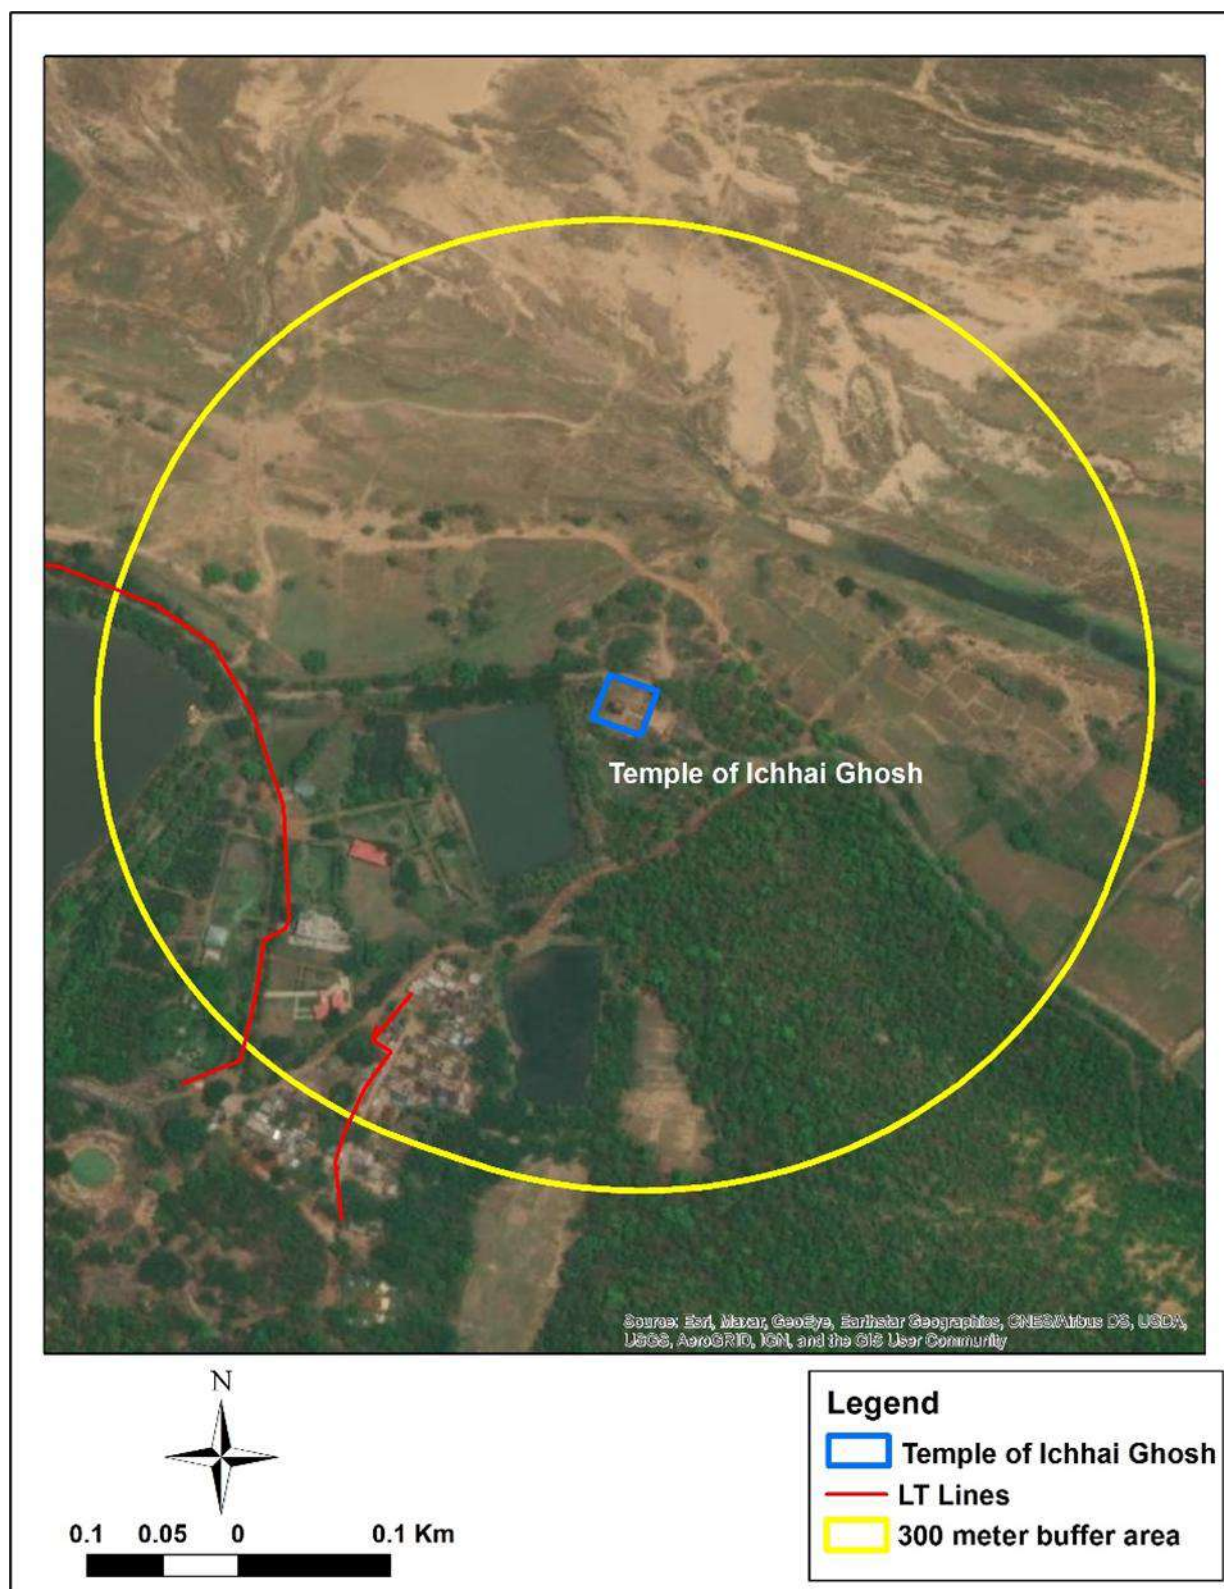 Temple of Ichhai Ghosh
Source: Esri, Maxar, GeoEye, Earthstar Geographics, CNES/Airbus DS, USDA,
USGS, AeroGRID, IGN, and the GIS User Community
N
0.1 0.05 0 0.1 Km
Legend
Temple of Ichhai Ghosh
LT Lines
300 meter buffer area